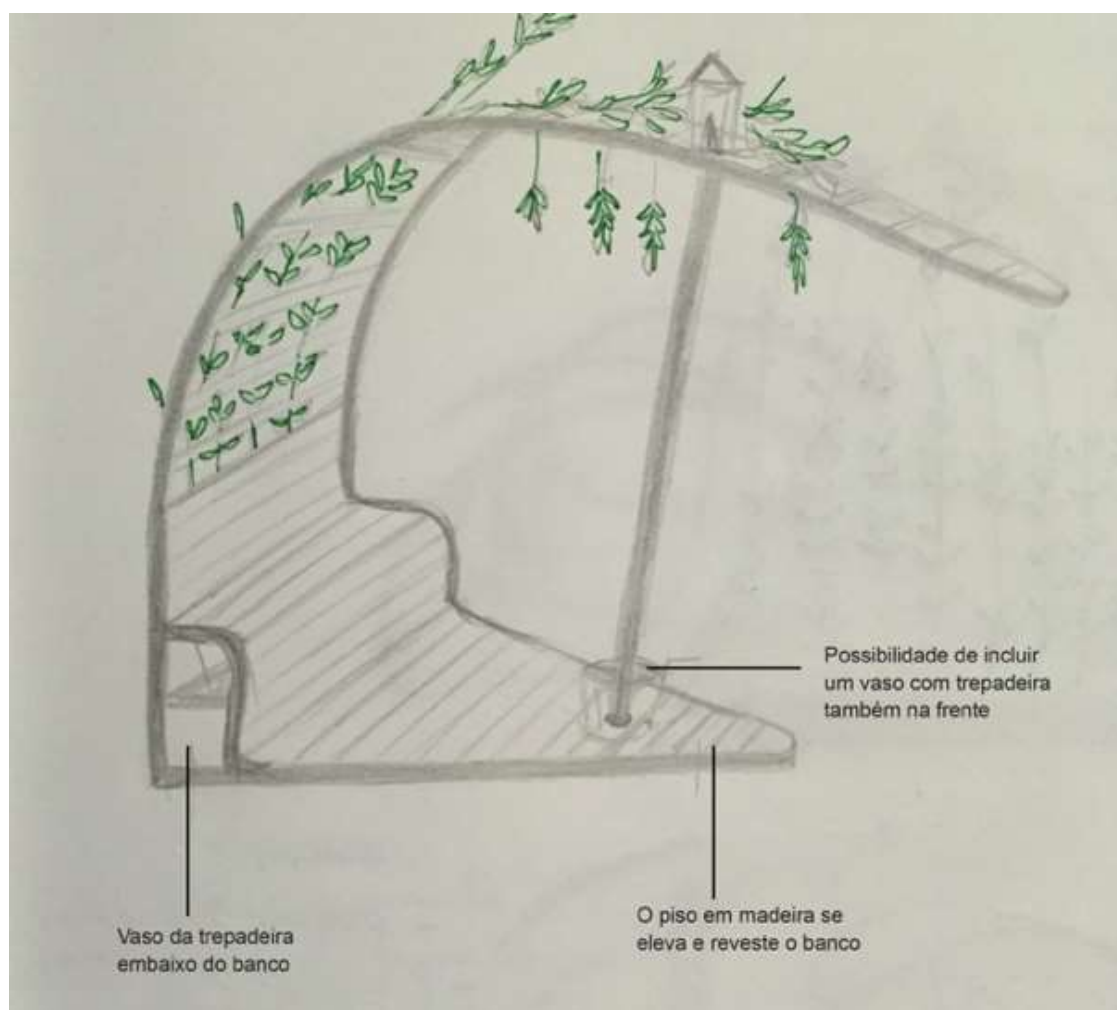 Possibilidade de incluir
um vaso com trepadeira
também na frente
O piso em madeira se
eleva e reveste o banco
Vaso da trepadeira
embaixo do banco